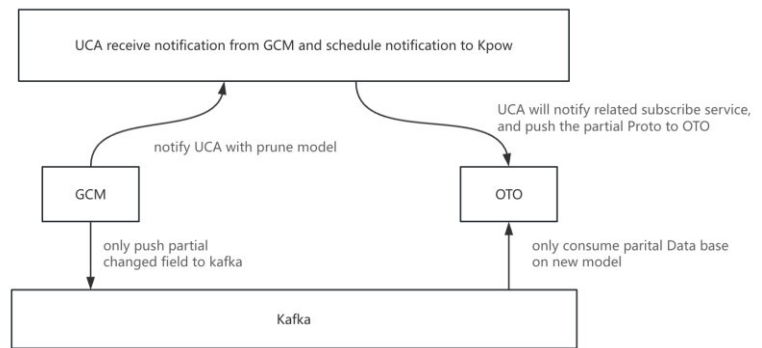 UCA receive notification from GCM and schedule notification to Kpow
UCA will notify related subscribe service,
and push the partial Proto to OTO
notify UCA with prune model
GCM
OTO
only push partial
changed field to kafka
only consume parital Data base
on new model
Kafka